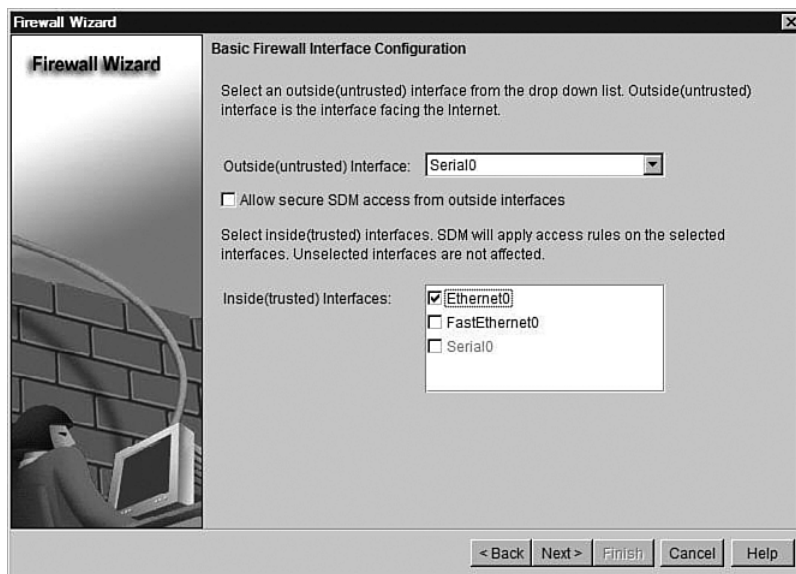 Firewall Wizard
Firewall Wizard
Basic Firewall Interface Configuration
Select an outside(untrusted) interface from the drop down list. Outside(untrusted)
interface is the interface facing the Internet.
Outside(untrusted) Interface: Serial0
Allow secure SDM access from outside interfaces
Select inside(trusted) interfaces. SDM will apply access rules on the selected
interfaces. Unselected interfaces are not affected.
Inside(trusted) Interfaces: Ethernet0
FastEthernet0
Serial0
< Back Next > Finish Cancel Help